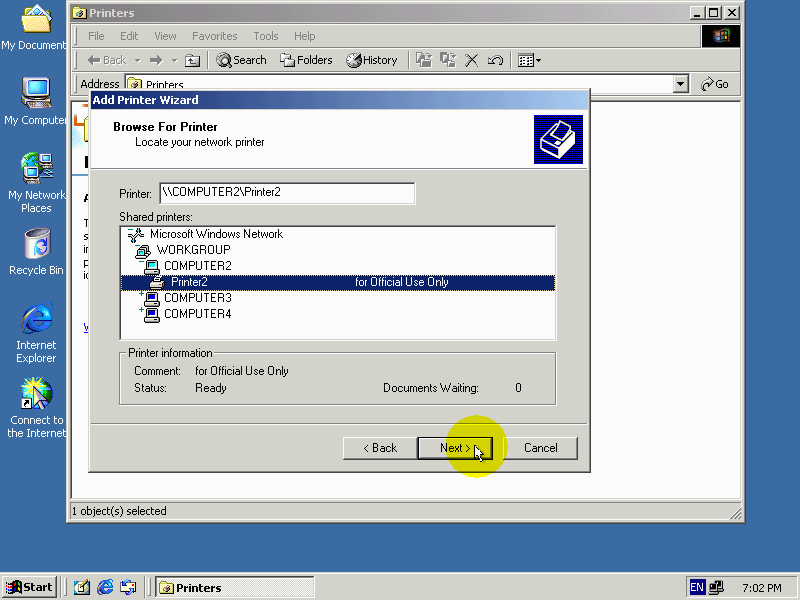 My Documents
My Computer
My Network
Places
Recycle Bin
Internet
Explorer
Connect to
the Internet
Printers
File Edit View Favorites Tools Help
Back Search Folders History
Address Printers Go
Add Printer Wizard
Browse For Printer
Locate your network printer
Printer: \\COMPUTER2\Printer2
Shared printers:
Microsoft Windows Network
WORKGROUP
COMPUTER2
Printer2 for Official Use Only
COMPUTER3
COMPUTER4
Printer information
Comment: for Official Use Only
Status: Ready Documents Waiting: 0
< Back Next > Cancel
1 object(s) selected
Start Printers EN 7:02 PM